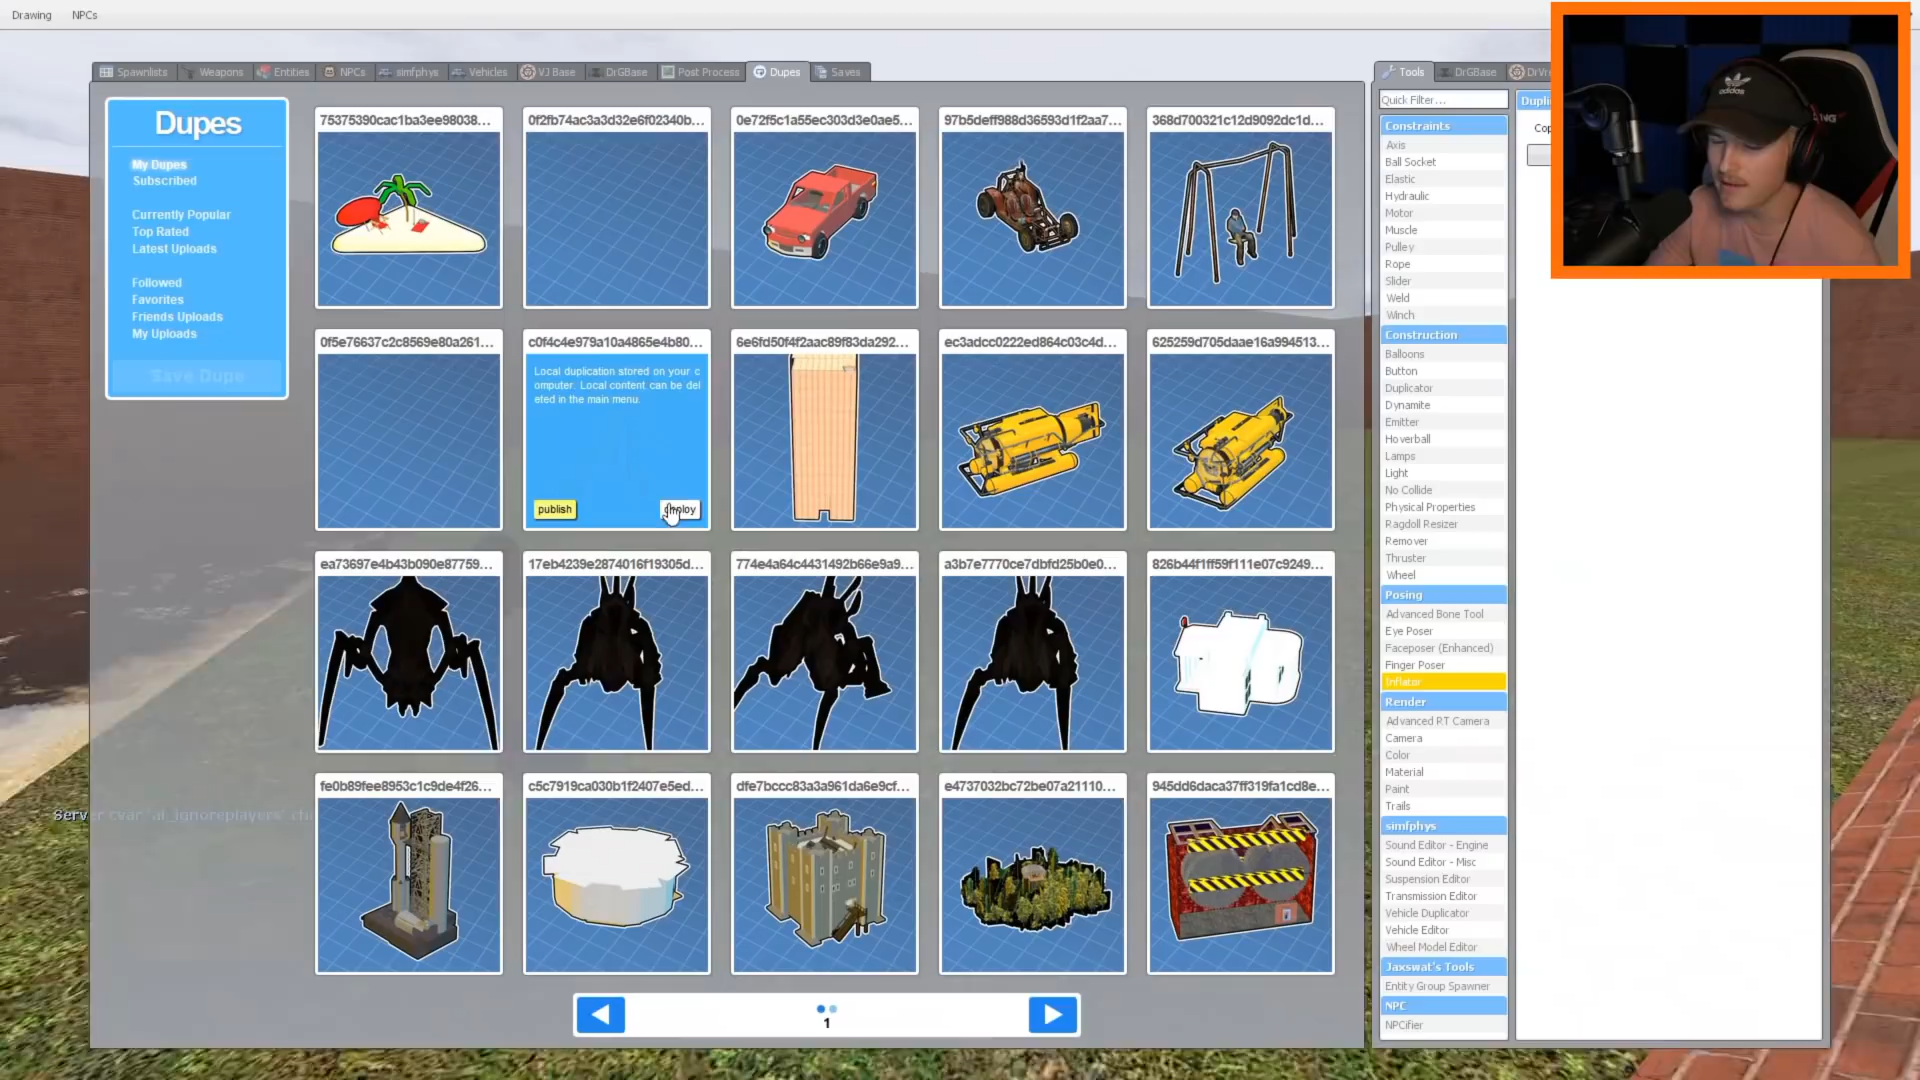 Drawing NPCs
Spawnlists Weapons Entities NPCs simfphys Vehicles VJ Base DrGBase Post Process Dupes Saves
Tools DrGBase
Dupes
My Dupes
Subscribed
Currently Popular
Top Rated
Latest Uploads
Followed
Favorites
Friends Uploads
My Uploads
Save Dupe
75375390cac1ba3ee98038...
0f2fb74ac3a3d32e6f02340b...
0e72f5c1a55ec303d3e0ae5...
97b5deff988d36593d1f2aa7...
368d700321c12d9092dc1d...
0f5e76637c2c8569e80a261...
c0f4c4e979a10a4865e4b80...
Local duplication stored on your c
omputer. Local content can be del
eted in the main menu.
publish
6e6fd50f4f2aac89f83da292...
ec3adcc0222ed864c03c4d...
625259d705daae16a994513...
ea73697e4b43b090e87759...
17eb4239e2874016f19305d...
774e4a64c4431492b66e9a9...
a3b7e7770ce7dbfd25b0e0...
826b44f1ff59f111e07c9249...
fe0b89fee8953c1c9de4f26...
c5c7919ca030b1f2407e5ed...
dfe7bccc83a3a961da6e9cf...
e4737032bc72be07a21110...
945dd6daca37ff319fa1cd8e...
1
Server cvar 'ai_ignoreplayers'
Quick Filter...
Constraints
Axis
Ball Socket
Elastic
Hydraulic
Motor
Muscle
Pulley
Rope
Slider
Weld
Winch
Construction
Balloons
Button
Duplicator
Dynamite
Emitter
Hoverball
Lamps
Light
No Collide
Physical Properties
Ragdoll Resizer
Remover
Thruster
Wheel
Posing
Advanced Bone Tool
Eye Poser
Faceposer (Enhanced)
Finger Poser
Inflator
Render
Advanced RT Camera
Camera
Color
Material
Paint
Trails
simfphys
Sound Editor - Engine
Sound Editor - Misc
Suspension Editor
Transmission Editor
Vehicle Duplicator
Vehicle Editor
Wheel Model Editor
Jaxswat's Tools
Entity Group Spawner
NPC
NPCifier
adidas